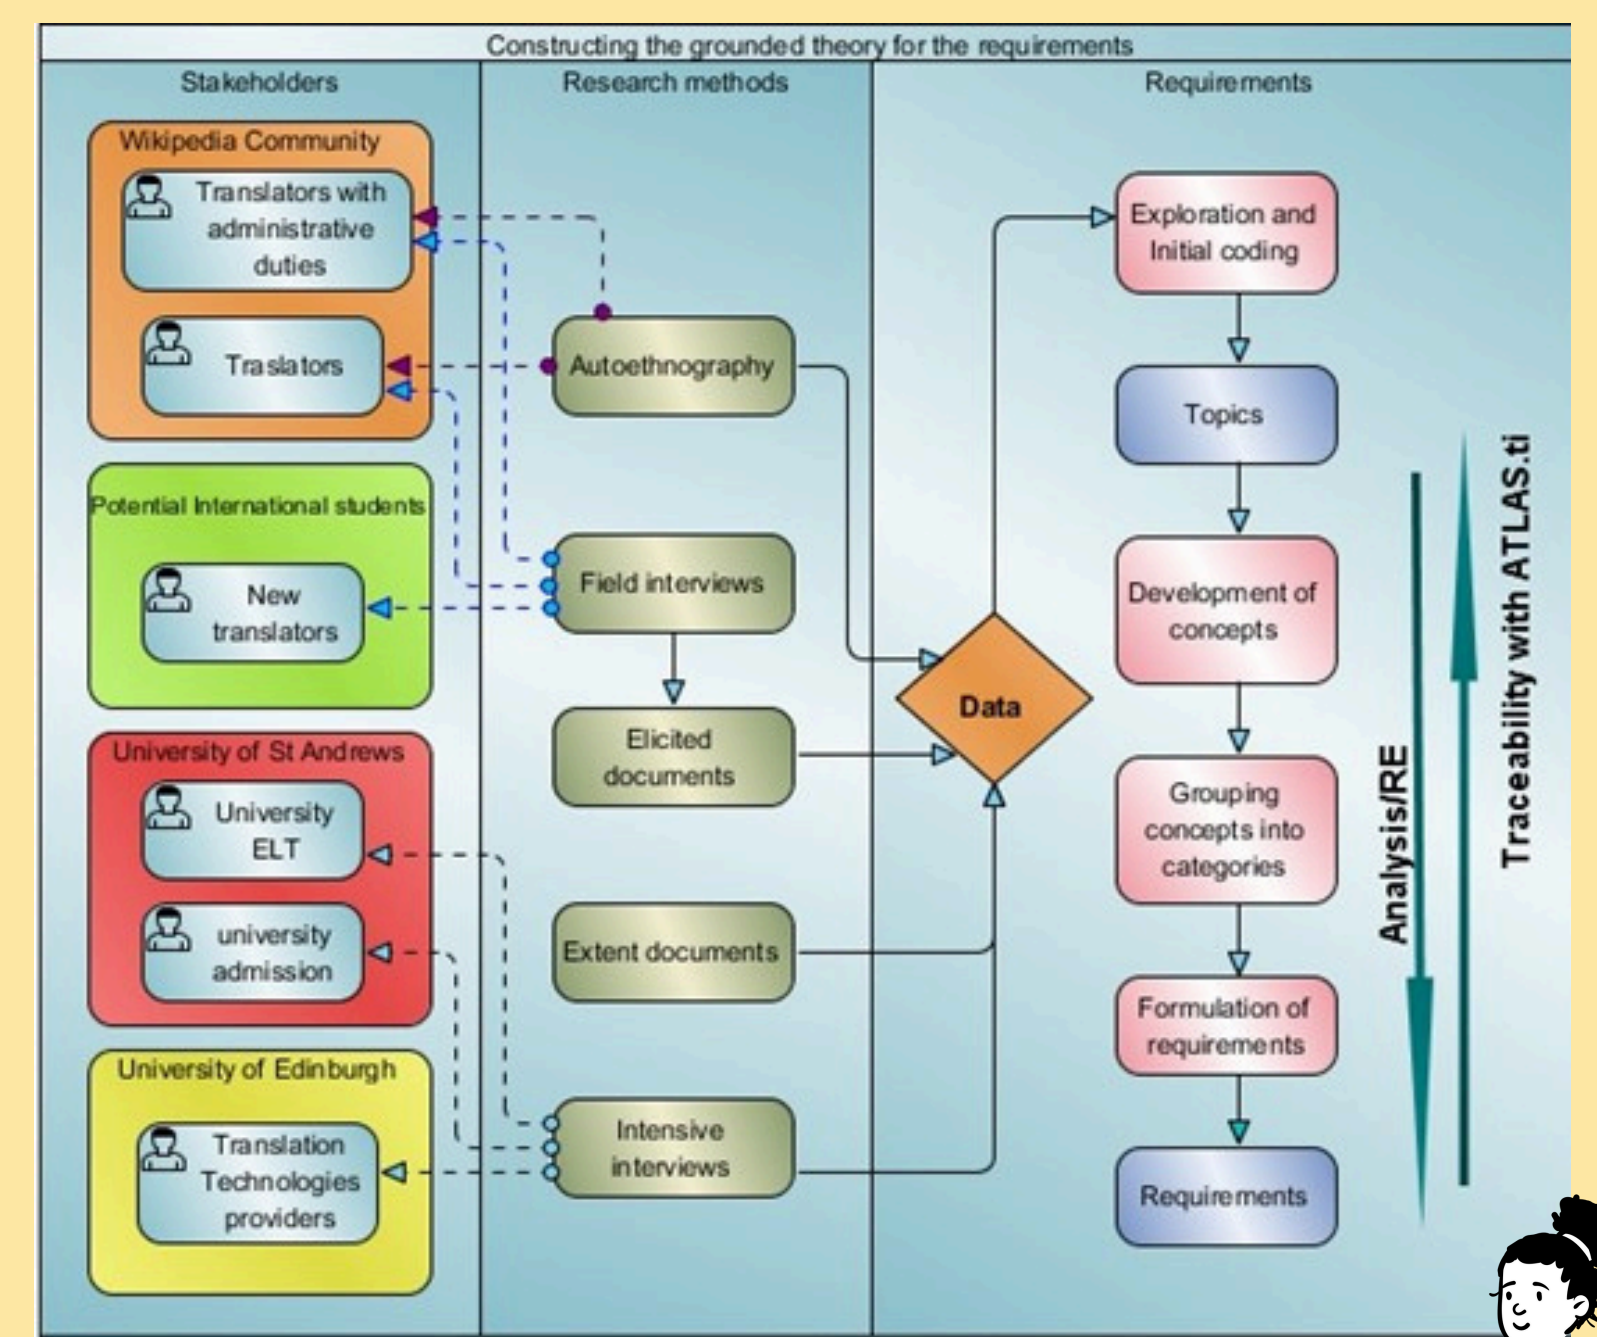 Constructing the grounded theory for the requirements
Stakeholders
Research methods
Requirements
Wikipedia Community
Translators with
administrative
duties
Traslators
Potential International students
New
translators
University of St Andrews
University
ELT
university
admission
University of Edinburgh
Translation
Technologies
providers
Autoethnography
Field interviews
Elicited
documents
Extent documents
Intensive
interviews
Data
Exploration and
Initial coding
Topics
Development of
concepts
Grouping
concepts into
categories
Formulation of
requirements
Requirements
Analysis/RE
Traceability with ATLAS.ti